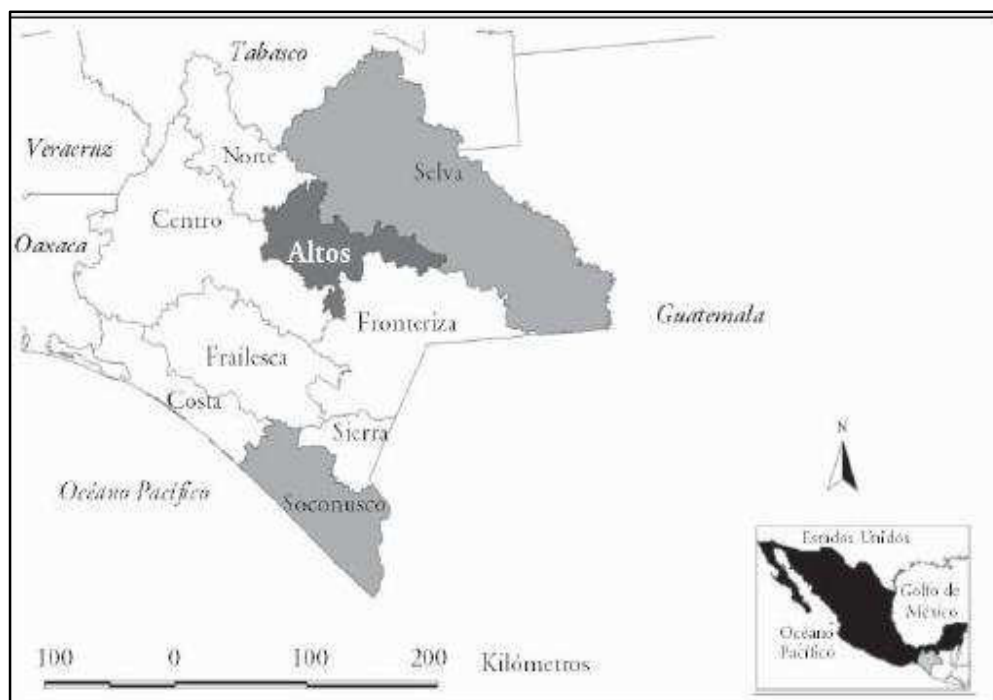 Tabasco
Veracruz
Norte
Selva
Centro
Oaxaca
Altos
Guatemala
Fronteriza
Frailesca
Costa
Sierra
N
Océano Pacífico
Soconusco
Estados Unidos
Golfo de
México
Océano
Pacífico
100 0 100 200 Kilómetros